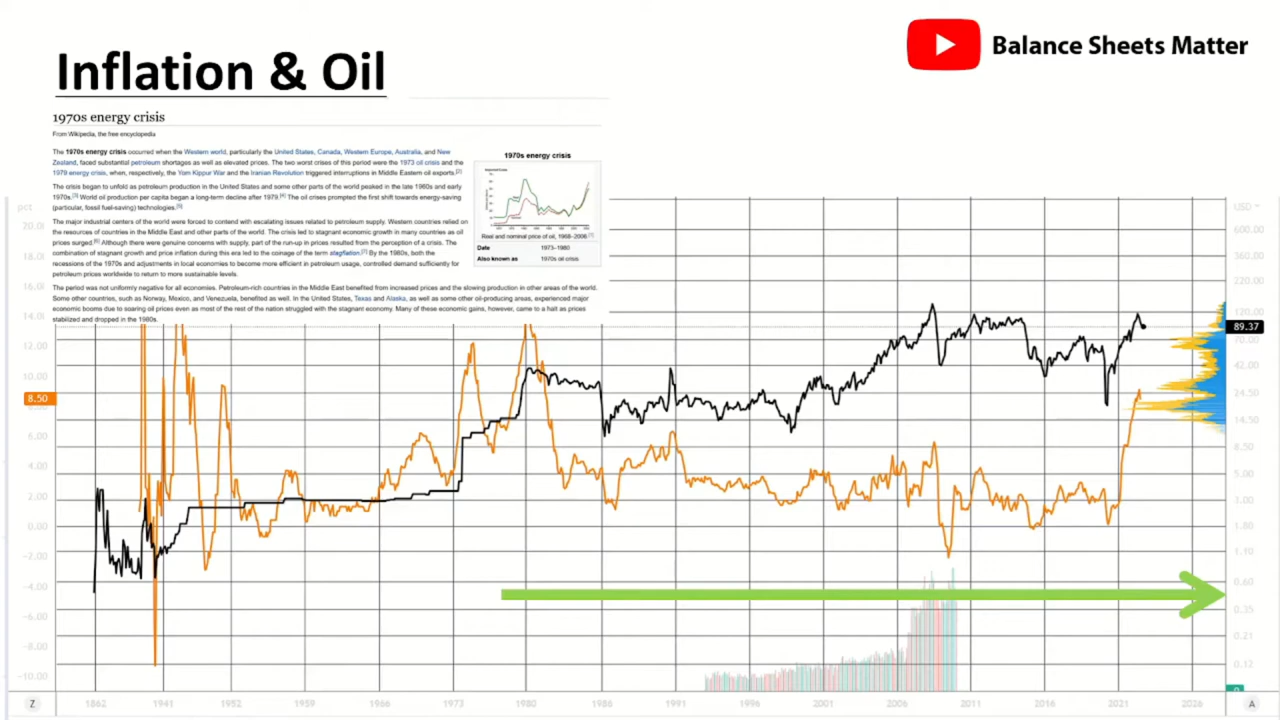 Inflation & Oil
Balance Sheets Matter
1970s energy crisis
From Wikipedia, the free encyclopedia
The 1970s energy crisis occurred when the Western world, particularly the United States, Canada, Western Europe, Australia, and New
Zealand, faced substantial petroleum shortages as well as elevated prices. The two worst crises of this period were the 1973 oil crisis and the
1979 energy crisis, when, respectively, the Yom Kippur War and the Iranian Revolution triggered interruptions in Middle Eastern oil exports.[2]
The crisis began to unfold as petroleum production in the United States and some other parts of the world peaked in the late 1960s and early
1970s.[3] World oil production per capita began a long-term decline after 1979.[4] The oil crises prompted the first shift towards energy-saving
(particular, fossil fuel-saving) technologies.[5]
The major industrial centers of the world were forced to contend with escalating issues related to petroleum supply. Western countries relied on
the resources of countries in the Middle East and other parts of the world. The crisis led to stagnant economic growth in many countries as oil
prices surged.[6] Although there were genuine concerns with supply, part of the run-up in prices resulted from the perception of a crisis. The
combination of stagnant growth and price inflation during this era led to the coinage of the term stagflation.[7] By the 1980s, both the
recessions of the 1970s and adjustments in local economies to become more efficient in petroleum usage, controlled demand sufficiently for
petroleum prices worldwide to return to more sustainable levels.
The period was not uniformly negative for all economies. Petroleum-rich countries in the Middle East benefited from increased prices and the slowing production in other areas of the world.
Some other countries, such as Norway, Mexico, and Venezuela, benefited as well. In the United States, Texas and Alaska, as well as some other oil-producing areas, experienced major
economic booms due to soaring oil prices even as most of the rest of the nation struggled with the stagnant economy. Many of these economic gains, however, came to a halt as prices
stabilized and dropped in the 1980s.
1970s energy crisis
Real and nominal price of oil, 1968–2006.[1]
Date 1973–1980
Also known as 1970s oil crisis
pct
20.0
18.0
16.0
14.00
12.00
10.00
8.50
6.00
4.00
2.00
0.00
-2.00
-4.00
-6.00
-8.00
-10.00
USD
600.00
360.00
220.00
120.00
89.37
70.00
42.00
24.50
14.50
8.50
5.00
3.00
1.80
1.10
0.60
0.35
0.21
0.12
0
Z 1862 1941 1952 1959 1966 1973 1980 1986 1991 1996 2001 2006 2011 2016 2021 2026 A